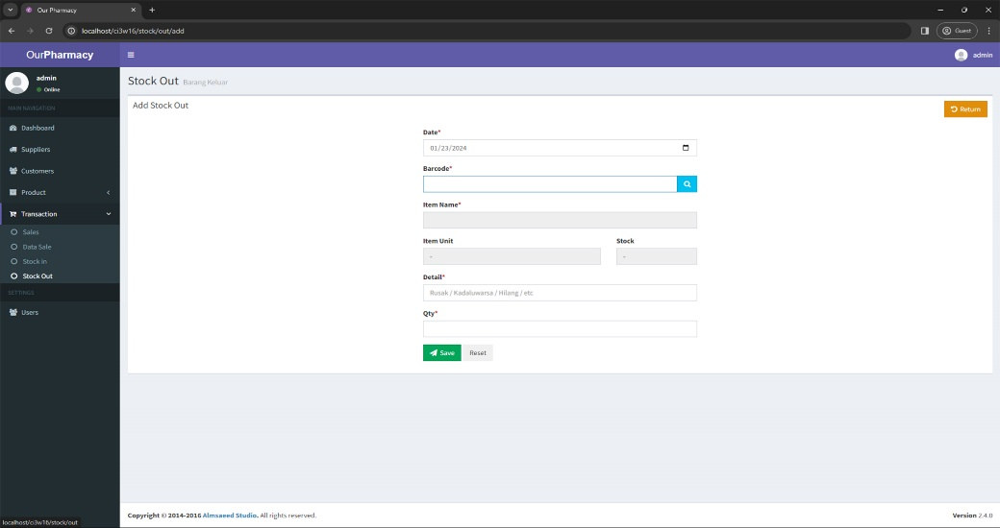 Our Pharmacy
localhost/ci3w16/stock/out/add
Guest
OurPharmacy
admin
admin
Online
Stock Out Barang Keluar
MAIN NAVIGATION
Add Stock Out
Return
Dashboard
Suppliers
Customers
Product
Transaction
Sales
Data Sale
Stock In
Stock Out
SETTINGS
Users
Date*
01/23/2024
Barcode*
Item Name*
Item Unit Stock
- -
Detail*
Rusak / Kadaluwarsa / Hilang / etc
Qty*
Save Reset
Copyright © 2014-2016 Almsaeed Studio. All rights reserved.
Version 2.4.0
localhost/ci3w16/stock/out